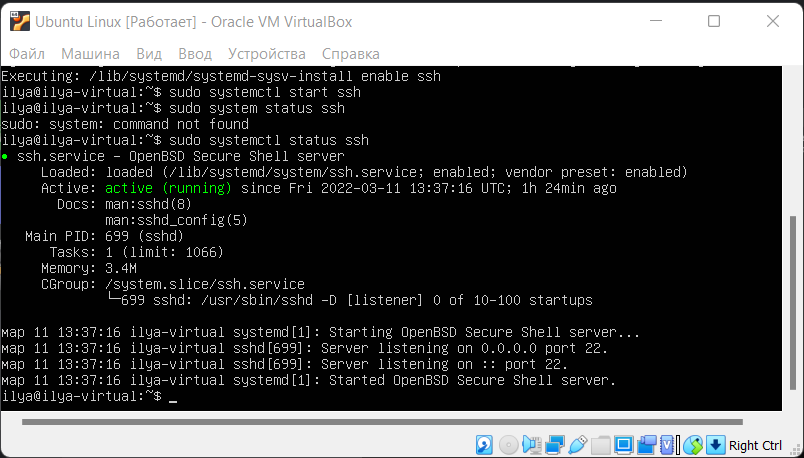 Ubuntu Linux [Работает] - Oracle VM VirtualBox
Файл Машина Вид Ввод Устройства Справка
Executing: /lib/systemd/systemd-sysv-install enable ssh
ilya@ilya-virtual:~$ sudo systemctl start ssh
ilya@ilya-virtual:~$ sudo system status ssh
sudo: system: command not found
ilya@ilya-virtual:~$ sudo systemctl status ssh
● ssh.service - OpenBSD Secure Shell server
Loaded: loaded (/lib/systemd/system/ssh.service; enabled; vendor preset: enabled)
Active: active (running) since Fri 2022-03-11 13:37:16 UTC; 1h 24min ago
Docs: man:sshd(8)
man:sshd_config(5)
Main PID: 699 (sshd)
Tasks: 1 (limit: 1066)
Memory: 3.4M
CGroup: /system.slice/ssh.service
└─699 sshd: /usr/sbin/sshd -D [listener] 0 of 10-100 startups
мар 11 13:37:16 ilya-virtual systemd[1]: Starting OpenBSD Secure Shell server...
мар 11 13:37:16 ilya-virtual sshd[699]: Server listening on 0.0.0.0 port 22.
мар 11 13:37:16 ilya-virtual sshd[699]: Server listening on :: port 22.
мар 11 13:37:16 ilya-virtual systemd[1]: Started OpenBSD Secure Shell server.
ilya@ilya-virtual:~$ _
Right Ctrl